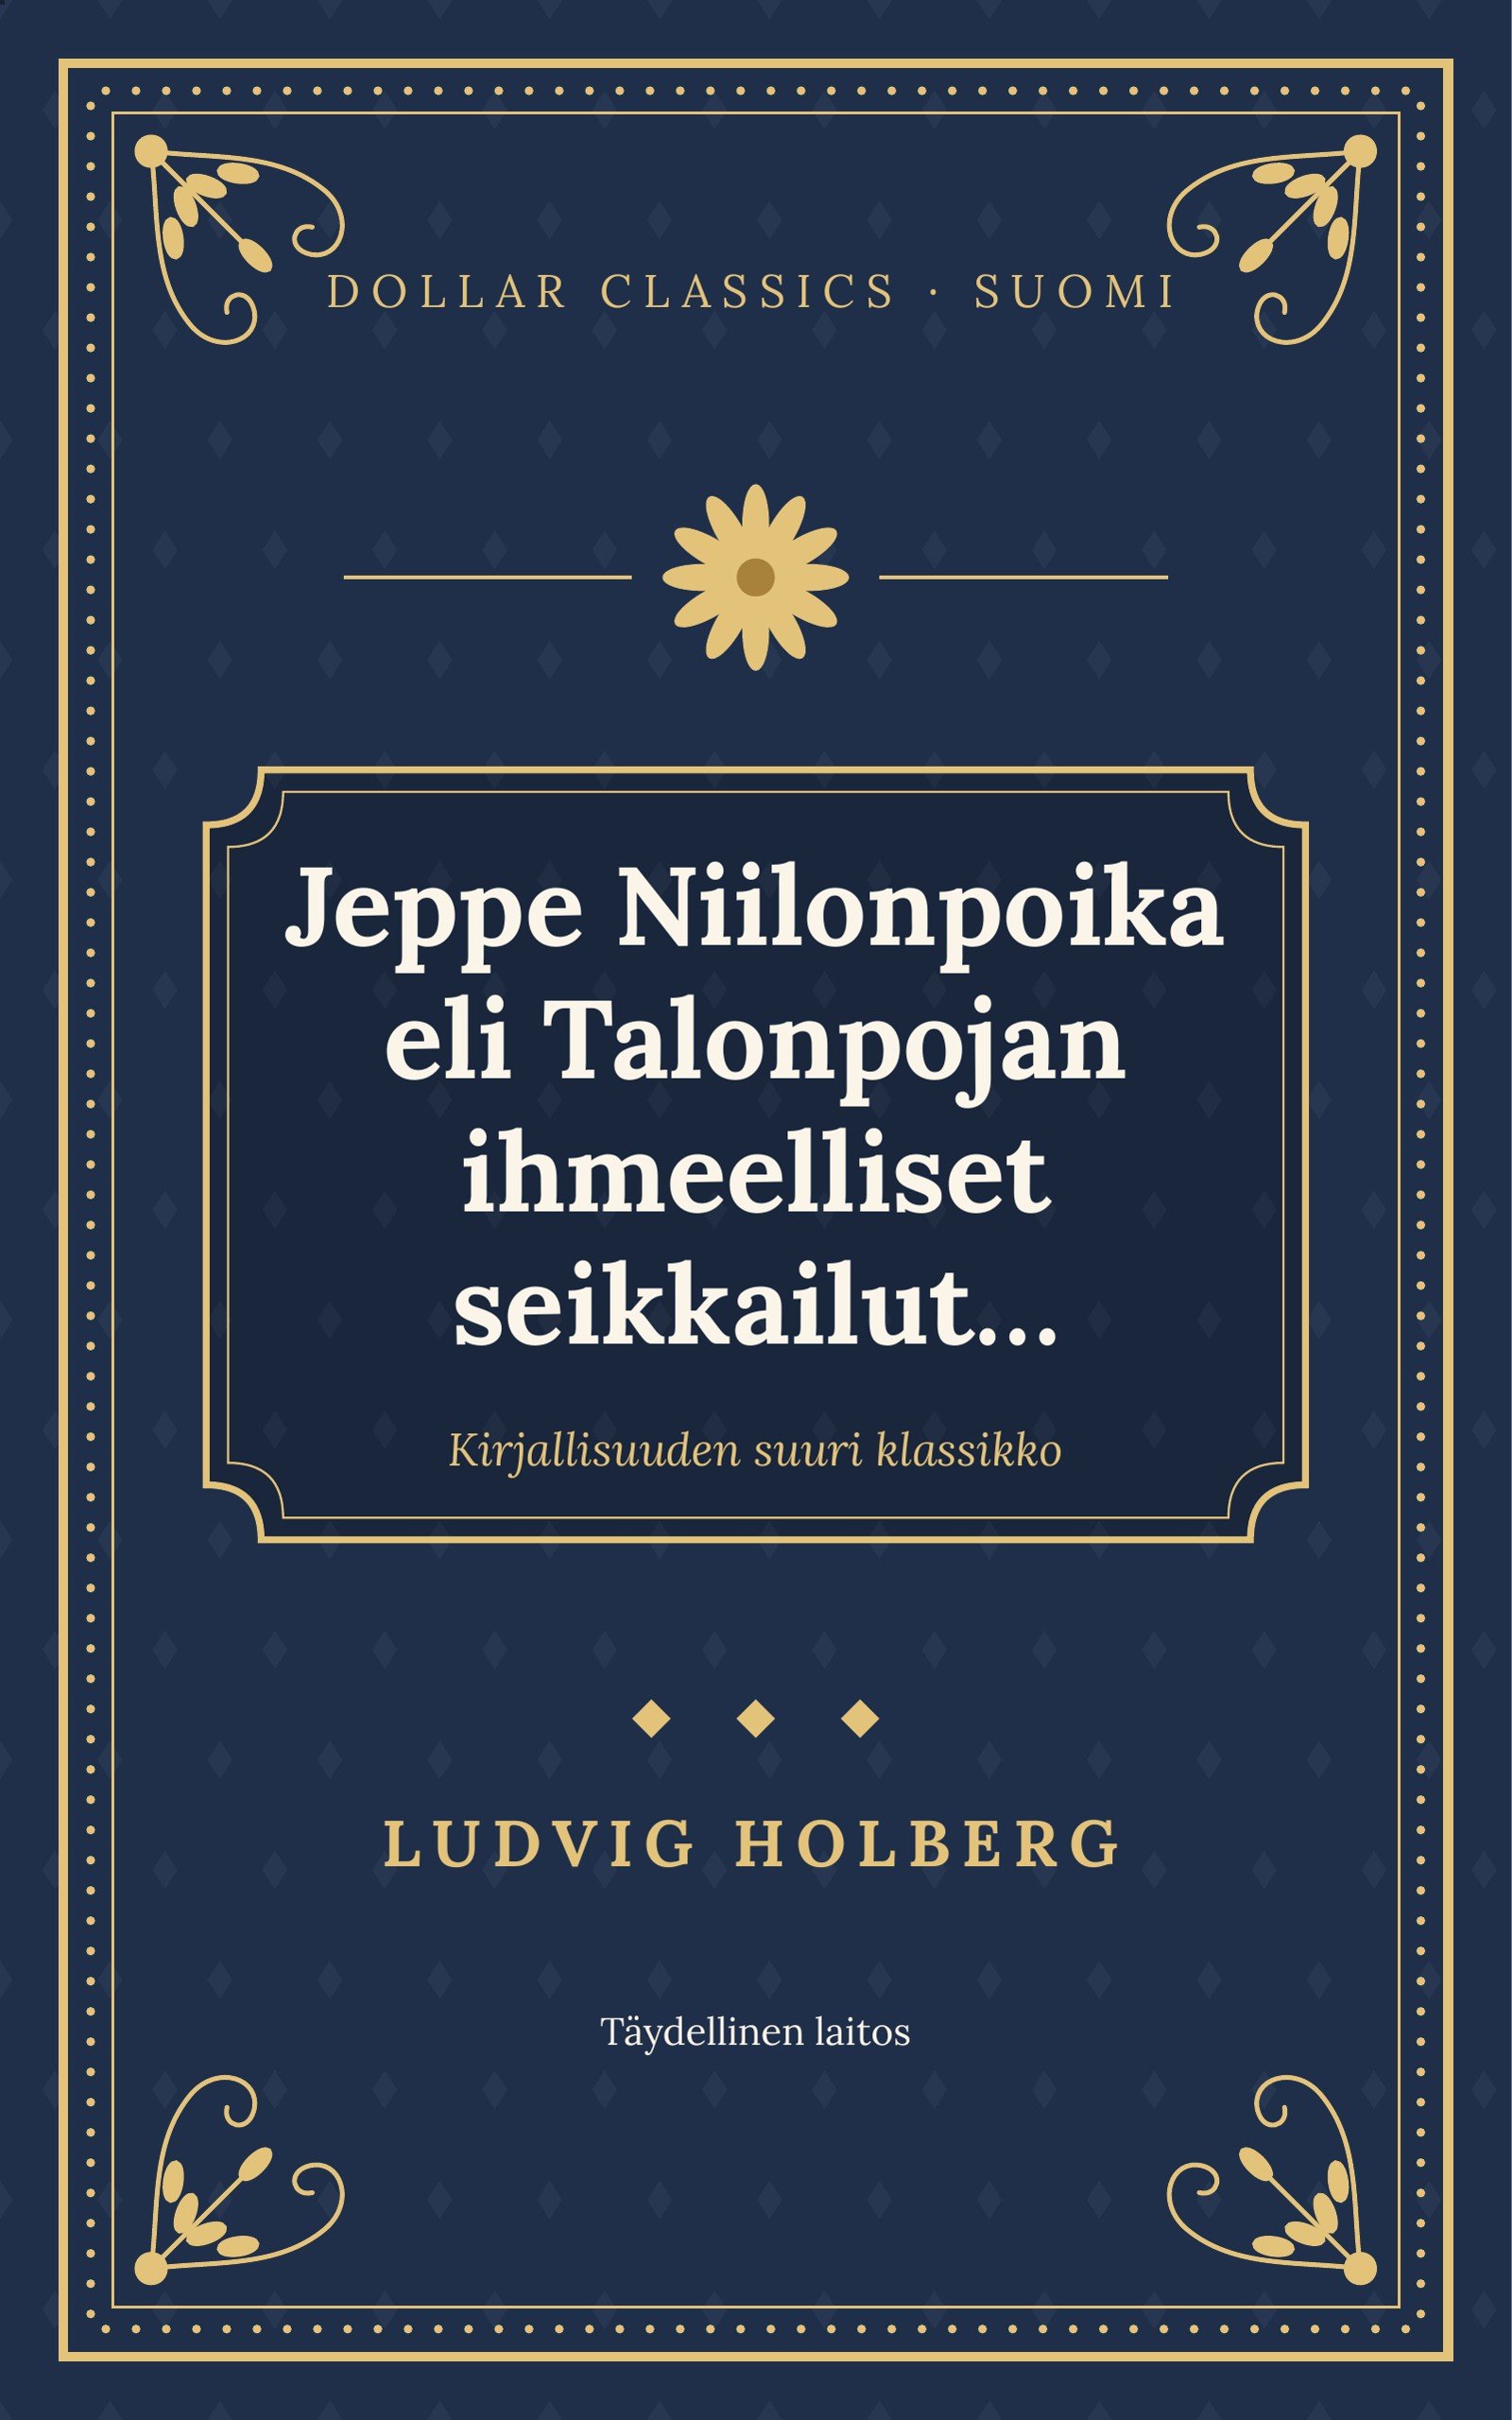 DOLLAR CLASSICS · SUOMI
Jeppe Niilonpoika
eli Talonpojan
ihmeelliset
seikkailut...
Kirjallisuuden suuri klassikko
LUDVIG HOLBERG
Täydellinen laitos